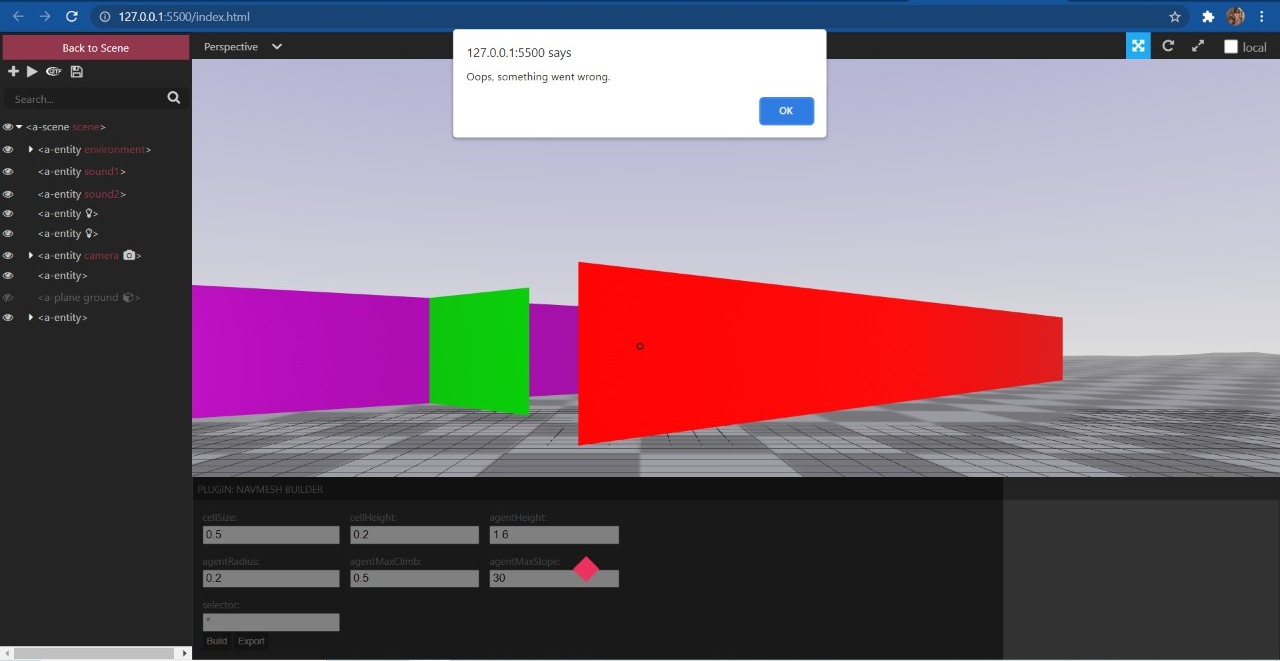 127.0.0.1:5500/index.html
Back to Scene
Perspective
local
127.0.0.1:5500 says
Oops, something went wrong.
OK
Search...
<a-scene scene>
<a-entity environment>
<a-entity sound1>
<a-entity sound2>
<a-entity >
<a-entity >
<a-entity camera >
<a-entity>
<a-plane ground >
<a-entity>
PLUGIN: NAVMESH BUILDER
cellSize: cellHeight: agentHeight:
0.5 0.2 1.6
agentRadius: agentMaxClimb: agentMaxSlope:
0.2 0.5 30
selector:
*
Build Export